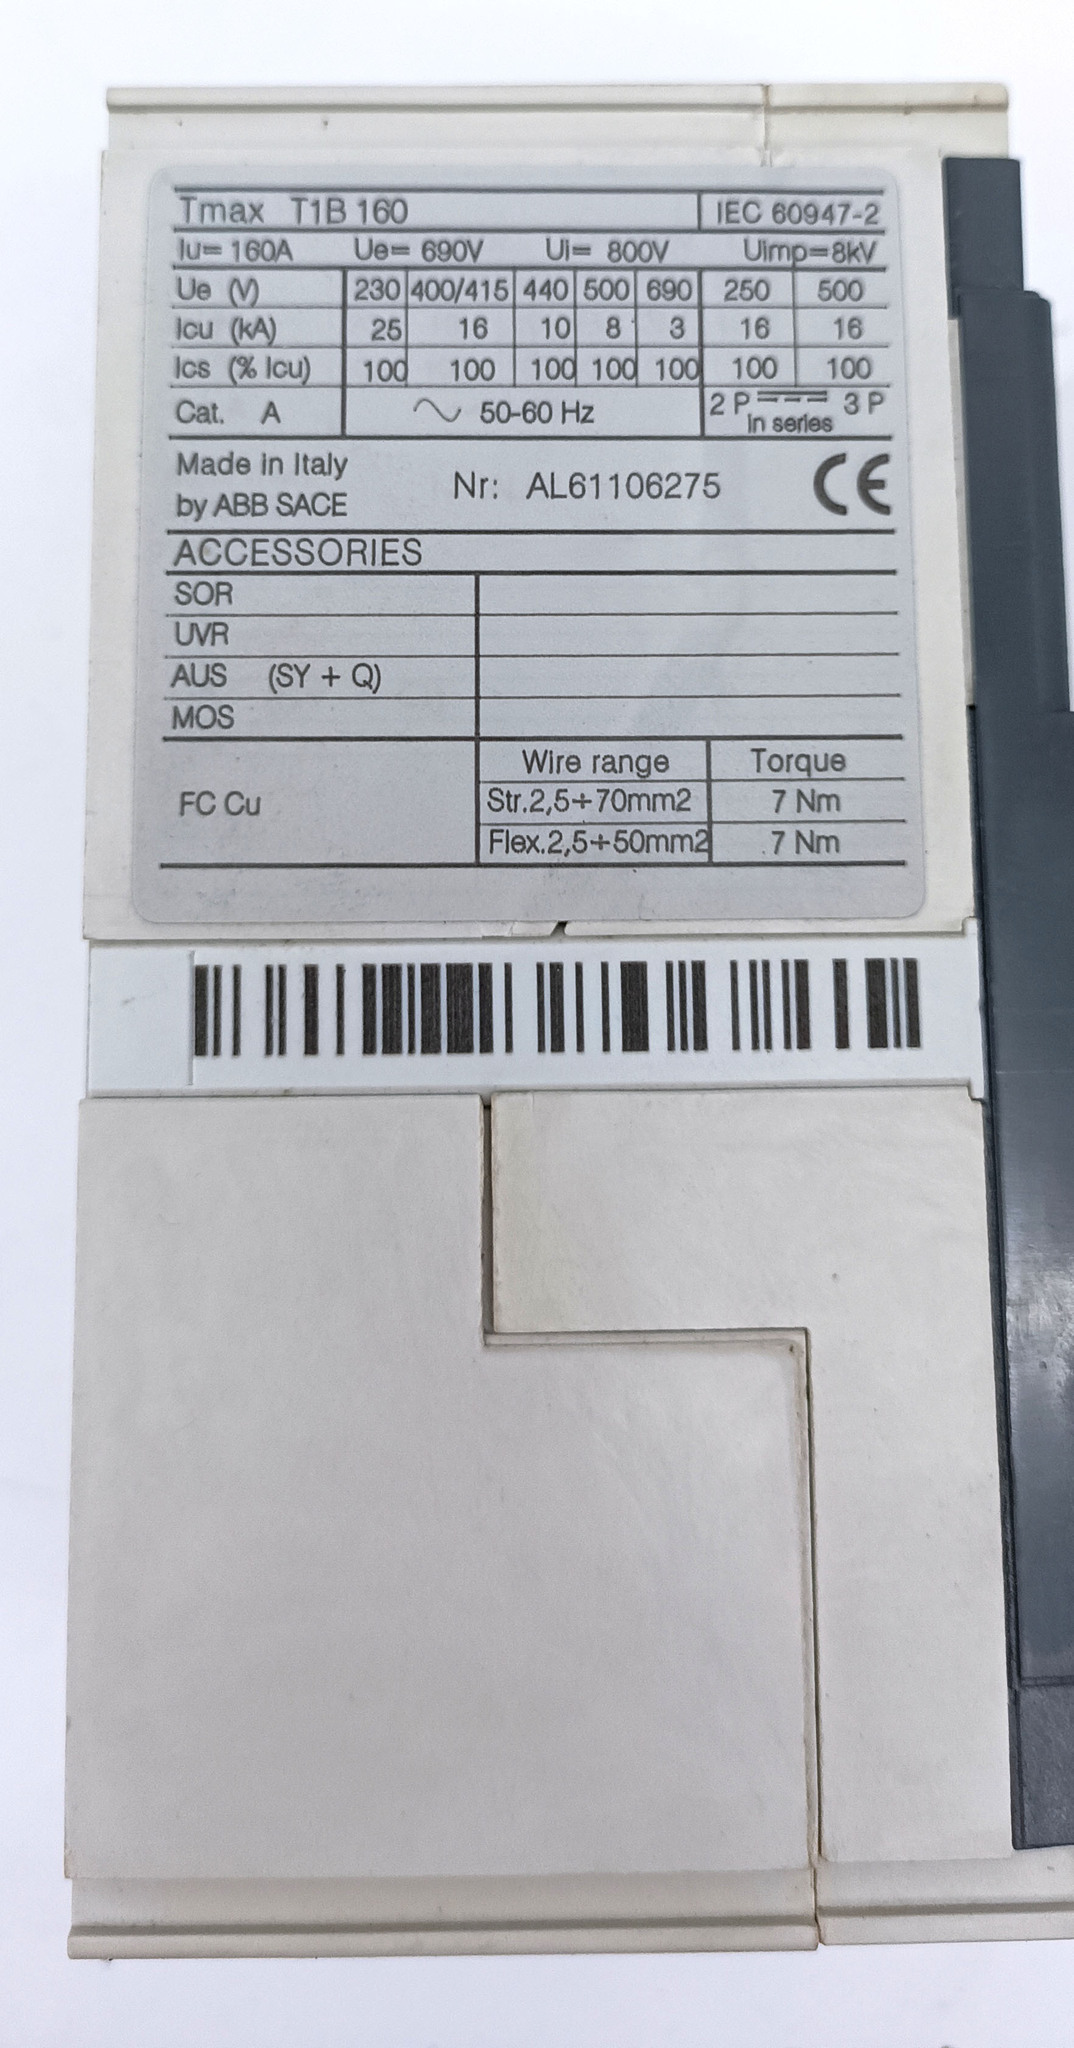 Tmax T1B 160 IEC 60947-2
Iu= 160A Ue= 690V Ui= 800V Uimp=8kV
Ue (V) 230 400/415 440 500 690 250 500
Icu (kA) 25 16 10 8 3 16 16
Ics (% Icu) 100 100 100 100 100 100 100
Cat. A 50-60 Hz 2 P 3 P
In series
Made in Italy
by ABB SACE Nr: AL61106275 CE
ACCESSORIES
SOR
UVR
AUS (SY + Q)
MOS
Wire range Torque
FC Cu Str.2,5÷70mm2 7 Nm
Flex.2,5÷50mm2 7 Nm